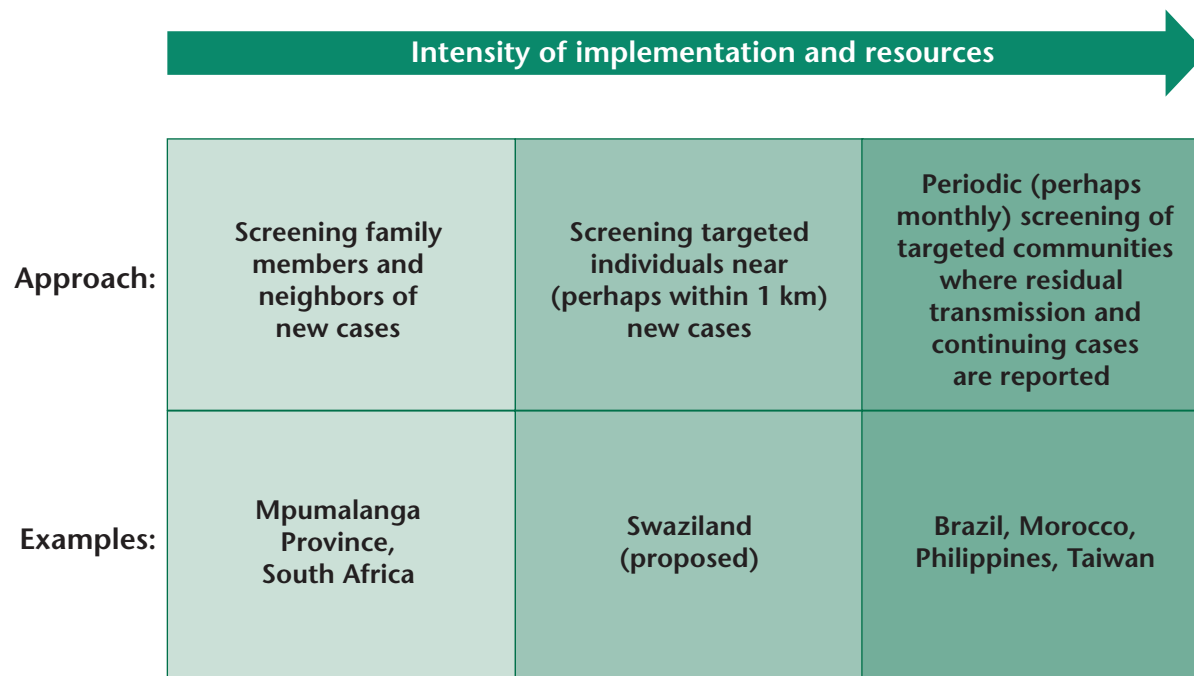 Intensity of implementation and resources
Approach:
Screening family
members and
neighbors of
new cases
Screening targeted
individuals near
(perhaps within 1 km)
new cases
Periodic (perhaps
monthly) screening of
targeted communities
where residual
transmission and
continuing cases
are reported
Examples:
Mpumalanga
Province,
South Africa
Swaziland
(proposed)
Brazil, Morocco,
Philippines, Taiwan